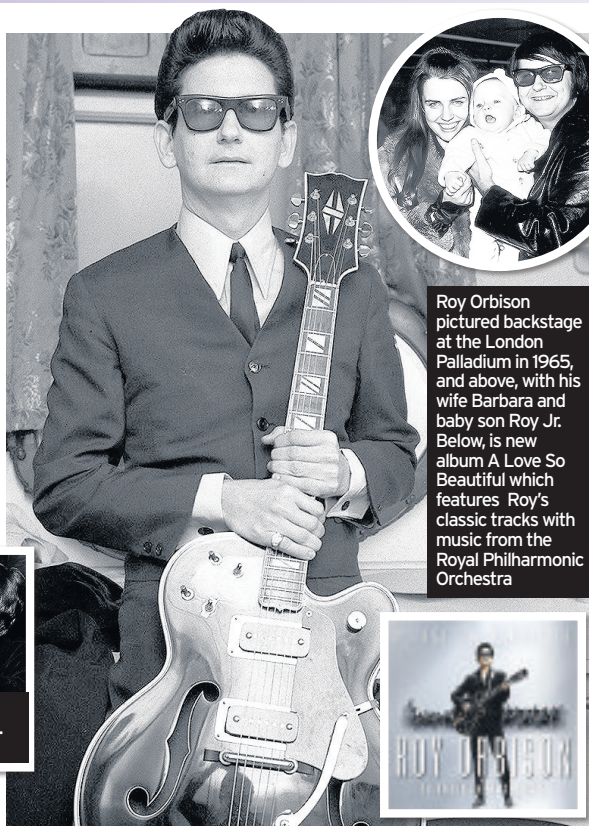 Roy Orbison
pictured backstage
at the London
Palladium in 1965,
and above, with his
wife Barbara and
baby son Roy Jr.
Below, is new
album A Love So
Beautiful which
features Roy's
classic tracks with
music from the
Royal Philharmonic
Orchestra
ROY ORBISON